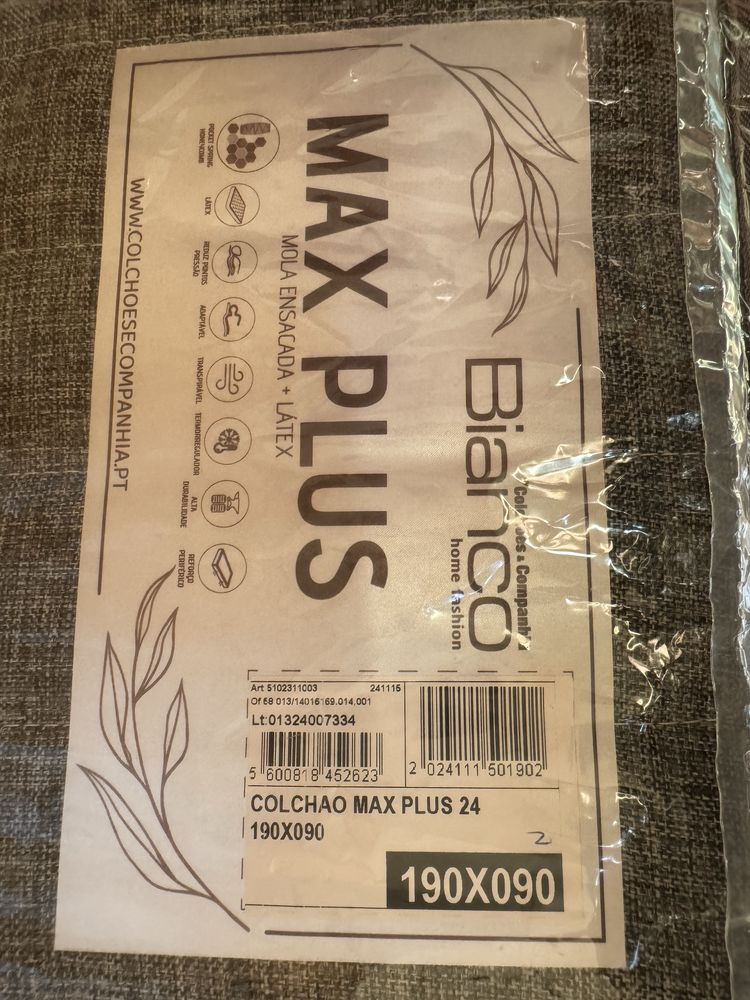 Bianco
Colchões & Companhia
home fashion
MAX PLUS
MOLA ENSACADA + LÁTEX
POCKET SPRING
HONEYCOMB
LÁTEX
REDUZ PONTOS
PRESSÃO
ADAPTÁVEL
TRANSPIRÁVEL
TERMORREGULADOR
ALTA
DURABILIDADE
REFORÇO
PERIFÉRICO
WWW.COLCHOESECOMPANHIA.PT
Art 5102311003 241115
Of 68 013/14016169.014.001
Lt:01324007334
5 600818 452623
2 024111 501902
COLCHAO MAX PLUS 24
190X090
2
190X090